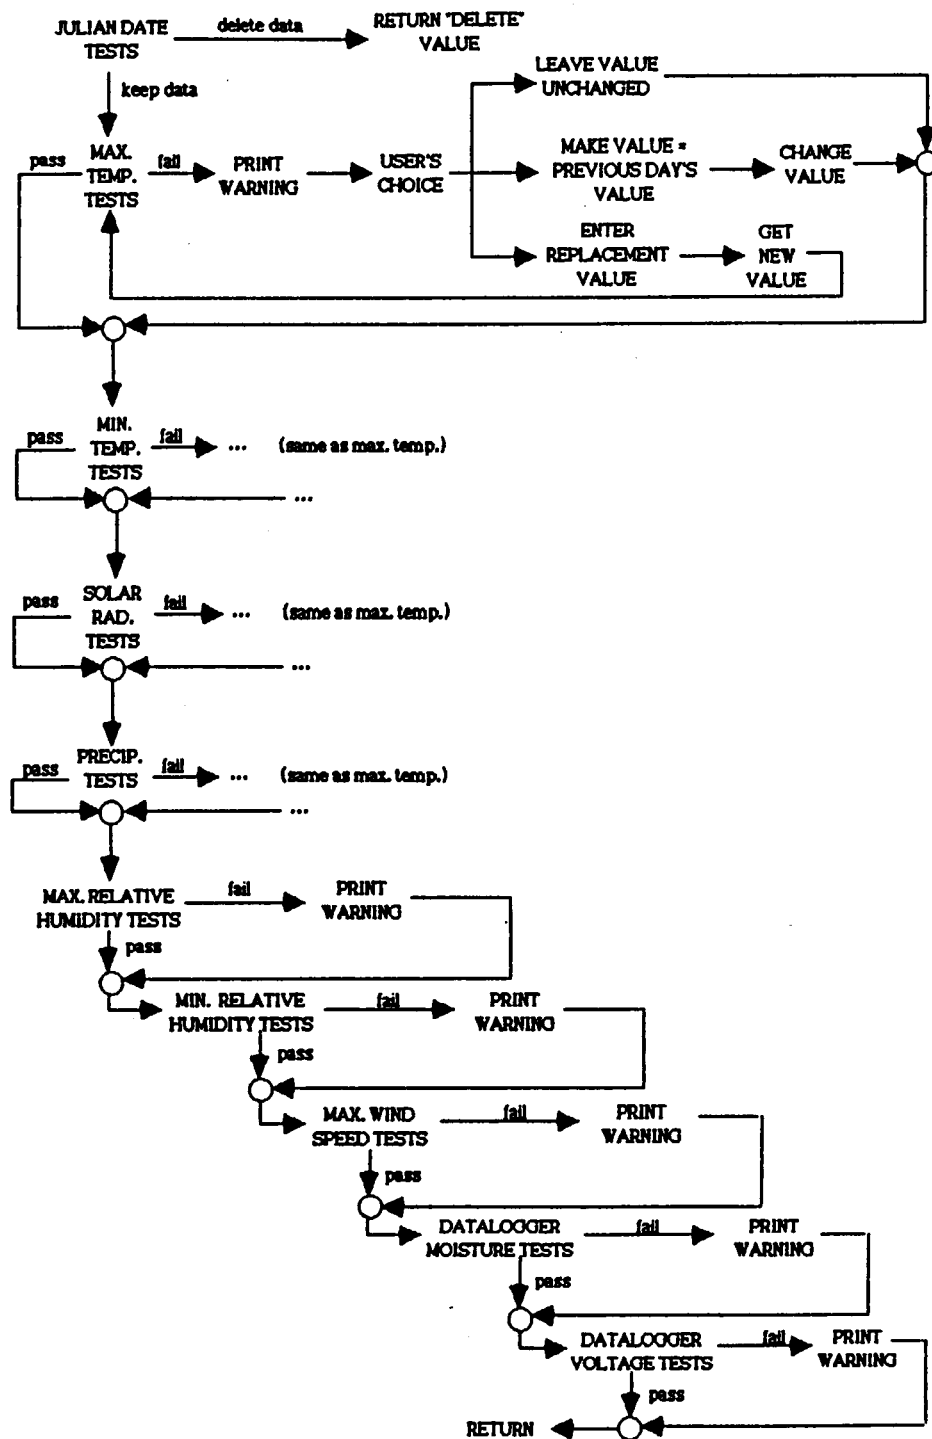 JULIAN DATE
TESTS
delete data
RETURN "DELETE"
VALUE
keep data
LEAVE VALUE
UNCHANGED
pass
MAX.
TEMP.
TESTS
fail
PRINT
WARNING
USER'S
CHOICE
MAKE VALUE =
PREVIOUS DAY'S
VALUE
CHANGE
VALUE
ENTER
REPLACEMENT
VALUE
GET
NEW
VALUE
pass
MIN.
TEMP.
TESTS
fail
...
(same as max. temp.)
...
pass
SOLAR
RAD.
TESTS
fail
...
(same as max. temp.)
...
pass
PRECIP.
TESTS
fail
...
(same as max. temp.)
...
MAX. RELATIVE
HUMIDITY TESTS
fail
PRINT
WARNING
pass
MIN. RELATIVE
HUMIDITY TESTS
fail
PRINT
WARNING
pass
MAX. WIND
SPEED TESTS
fail
PRINT
WARNING
pass
DATALOGGER
MOISTURE TESTS
fail
PRINT
WARNING
pass
DATALOGGER
VOLTAGE TESTS
fail
PRINT
WARNING
pass
RETURN